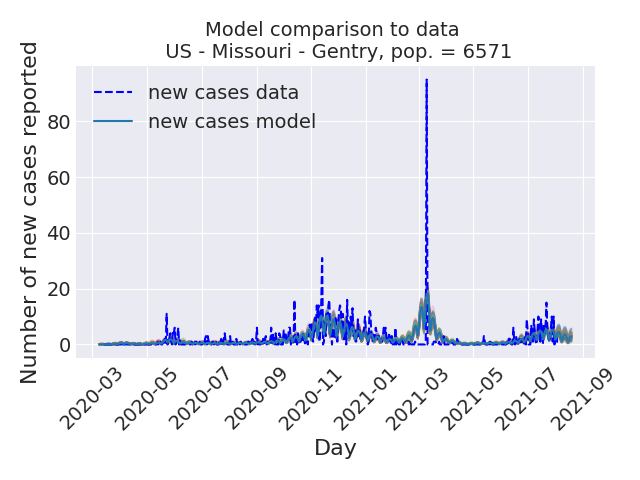 Model comparison to data
US - Missouri - Gentry, pop. = 6571
Number of new cases reported
new cases data
new cases model
80
60
40
20
0
2020-03
2020-05
2020-07
2020-09
2020-11
2021-01
2021-03
2021-05
2021-07
2021-09
Day